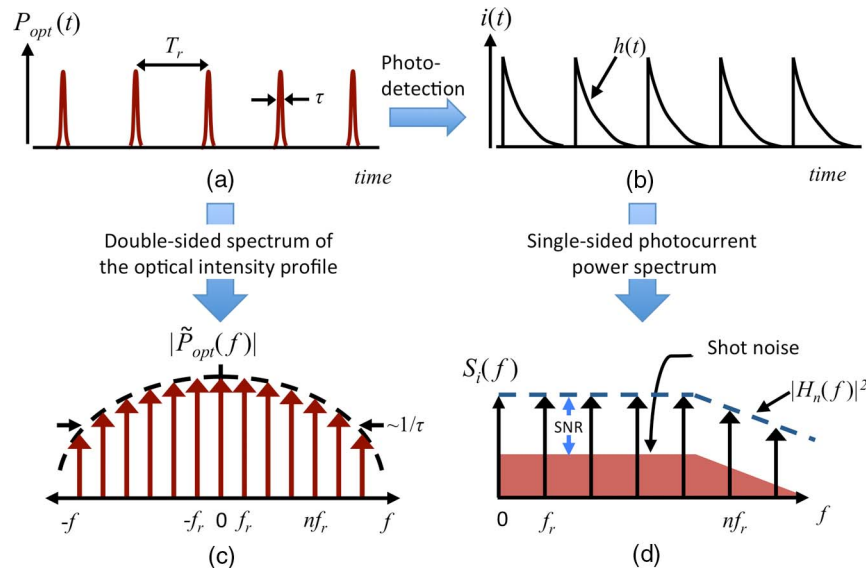 P_opt(t)
T_r
τ
time
(a)
Photo-
detection
i(t)
h(t)
time
(b)
Double-sided spectrum of
the optical intensity profile
Single-sided photocurrent
power spectrum
|P̃_opt(f)|
~1/τ
-f
-f_r
0
f_r
nf_r
f
(c)
Shot noise
S_i(f)
|H_n(f)|²
SNR
0
f_r
nf_r
f
(d)